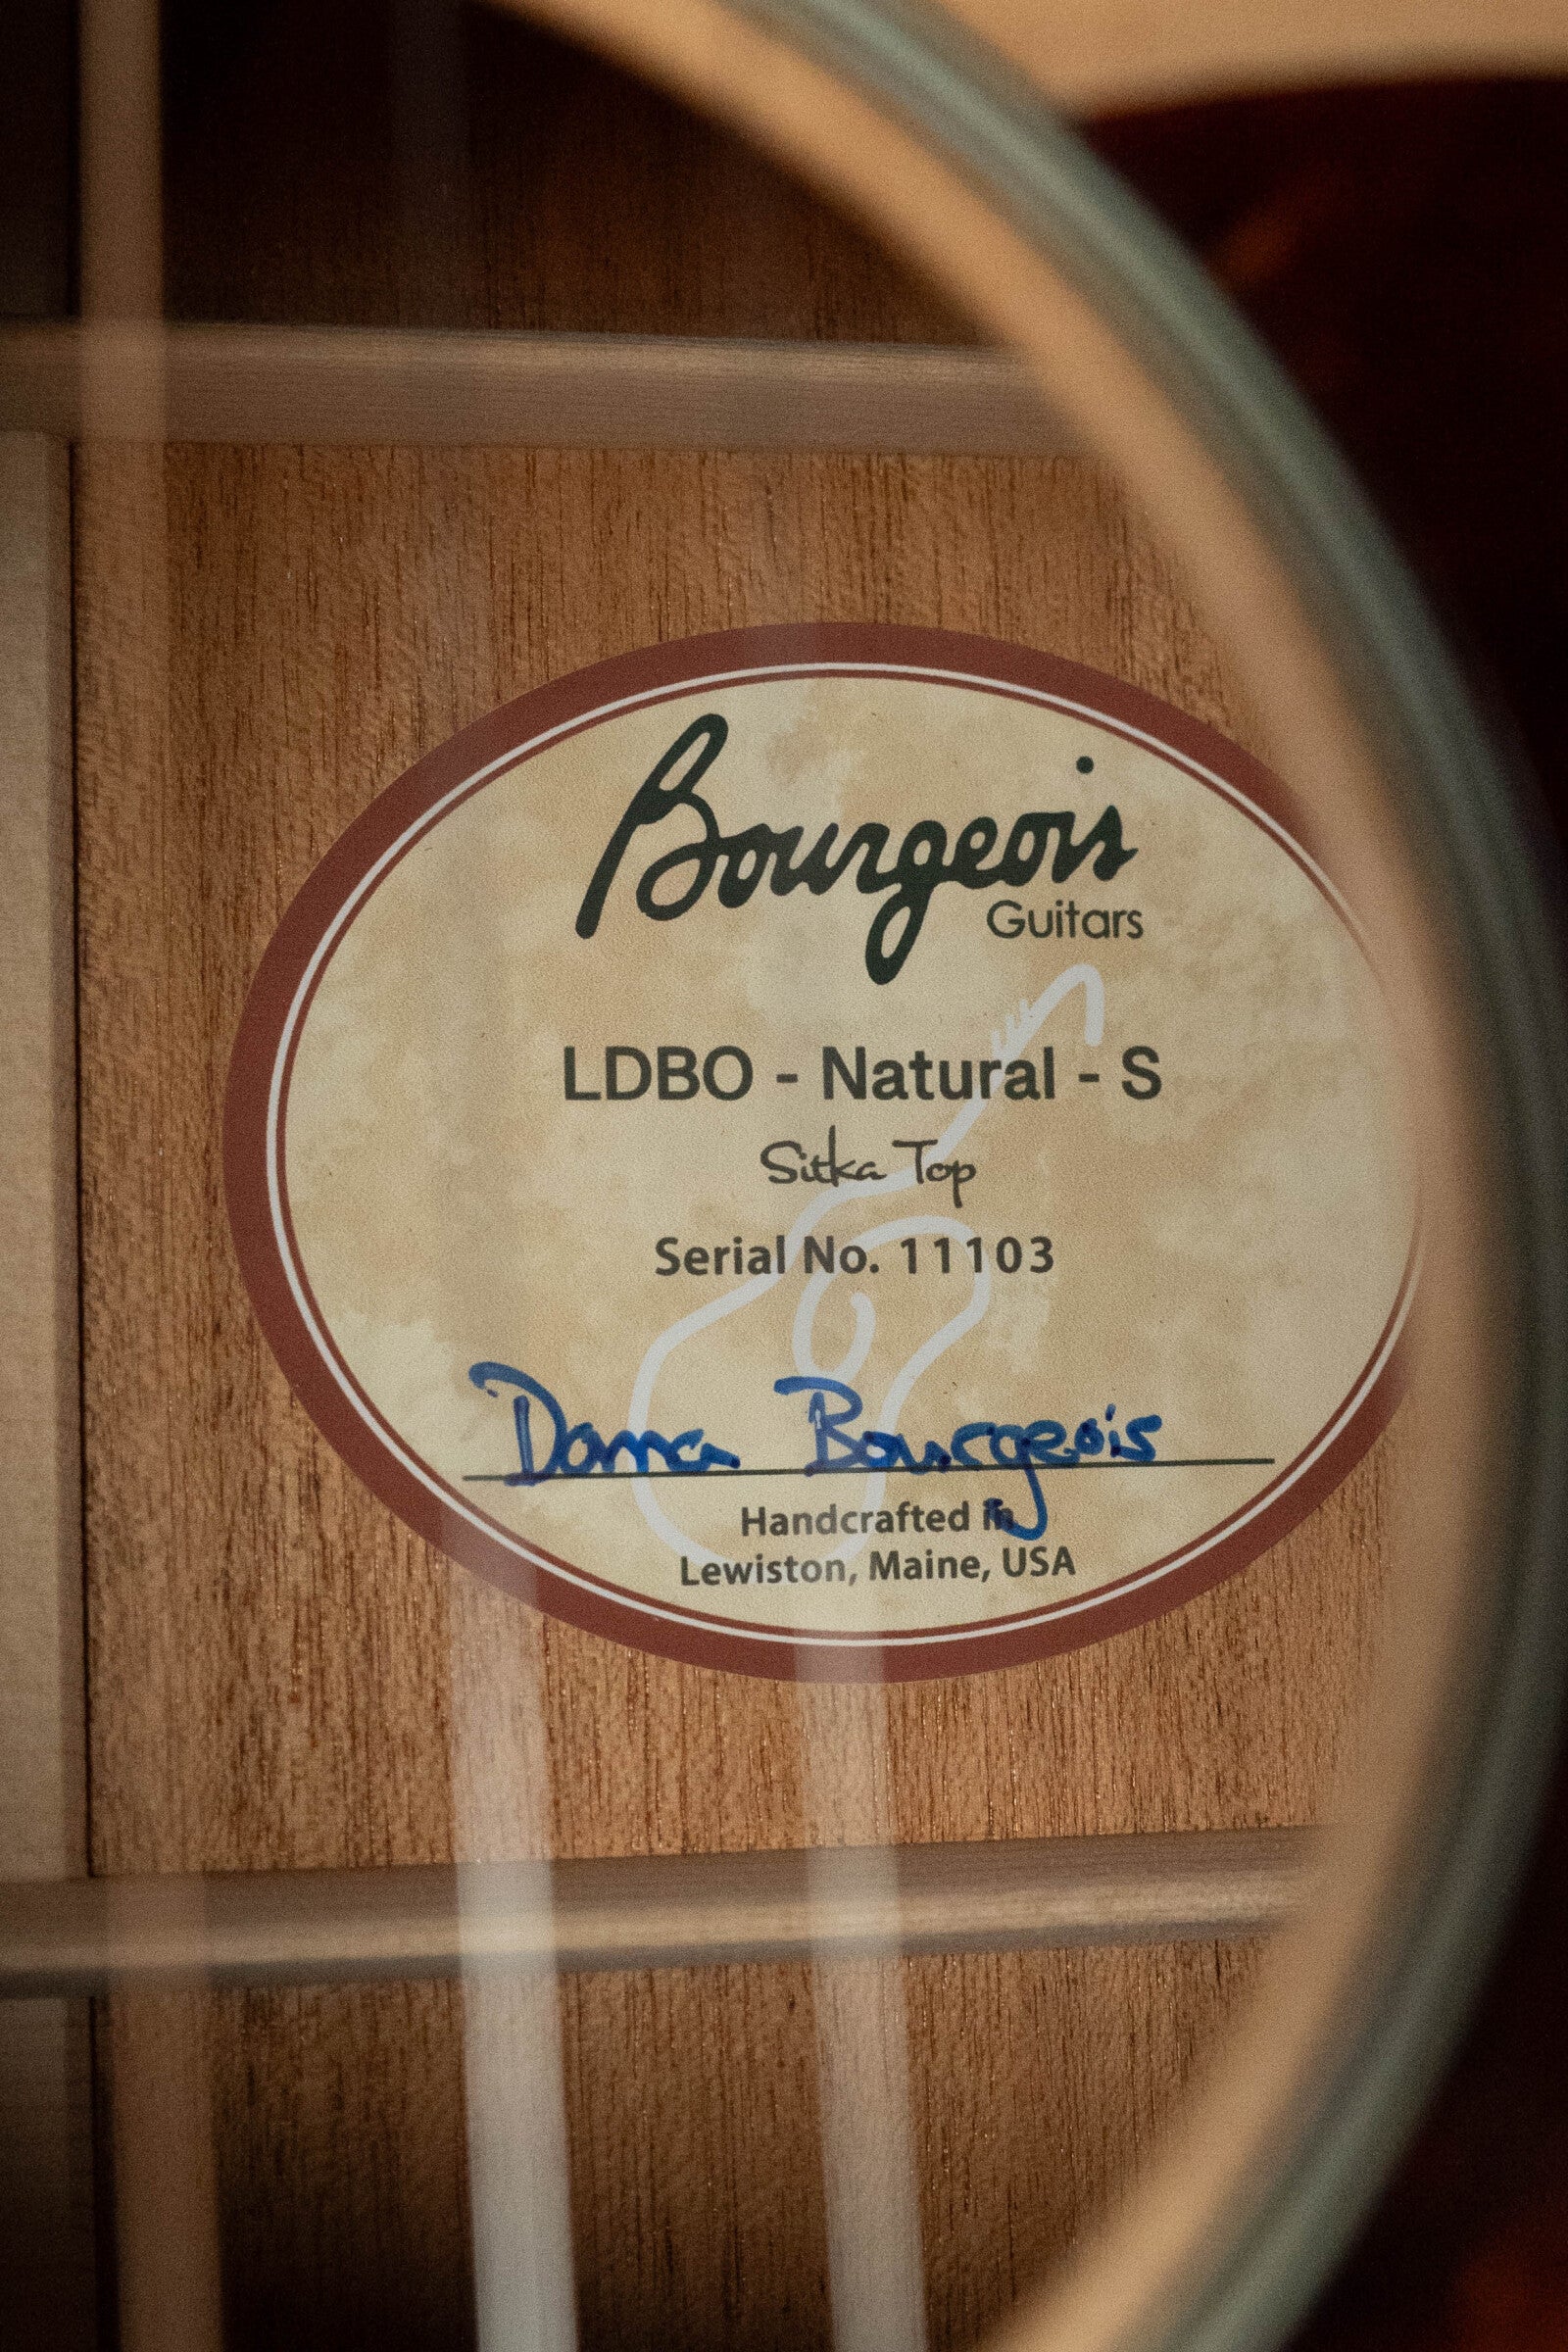 Bourgeois
Guitars
LDBO - Natural - S
Sitka Top
Serial No. 11103
Dana Bourgeois
Handcrafted in
Lewiston, Maine, USA